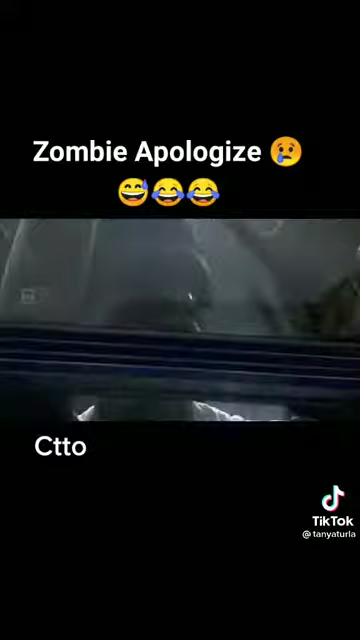 Zombie Apologize 😢
😅😂😂
Ctto
TikTok
@tanyaturla